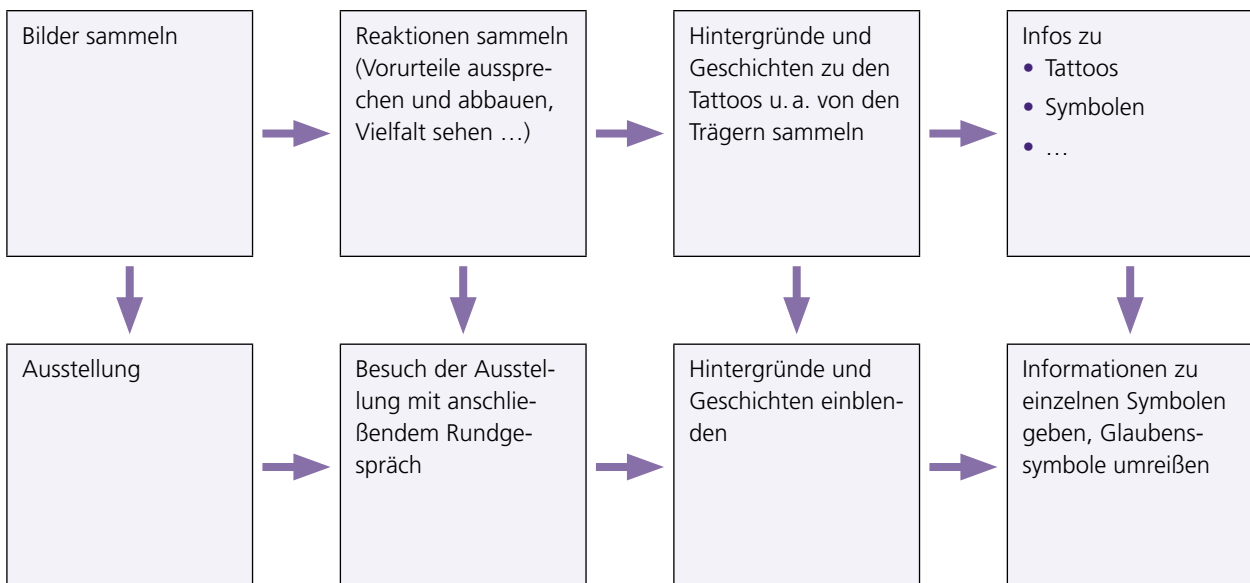 Bilder sammeln
Reaktionen sammeln
(Vorurteile ausspre-
chen und abbauen,
Vielfalt sehen …)
Hintergründe und
Geschichten zu den
Tattoos u. a. von den
Trägern sammeln
Infos zu
• Tattoos
• Symbolen
• …
Ausstellung
Besuch der Ausstel-
lung mit anschlie-
ßendem Rundge-
spräch
Hintergründe und
Geschichten einblen-
den
Informationen zu
einzelnen Symbolen
geben, Glaubens-
symbole umreißen